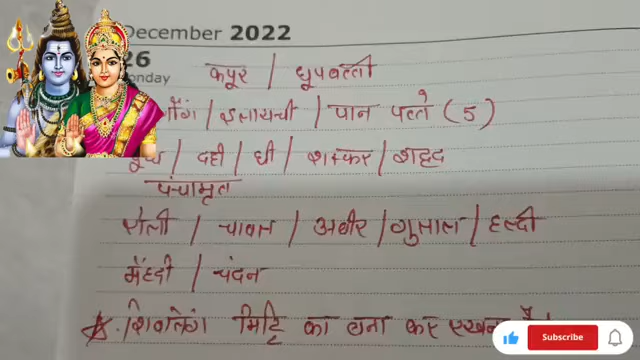 December 2022
26
कपूर / धूपबत्ती
इलायची / पान पत्ते (5)
दही / घी / शक्कर / शहद
पंचामृत
रोली / चावल / अबीर / गुलाल / हल्दी
मेंहदी / चंदन
शिवलिंग मिट्टि का बना कर
Subscribe